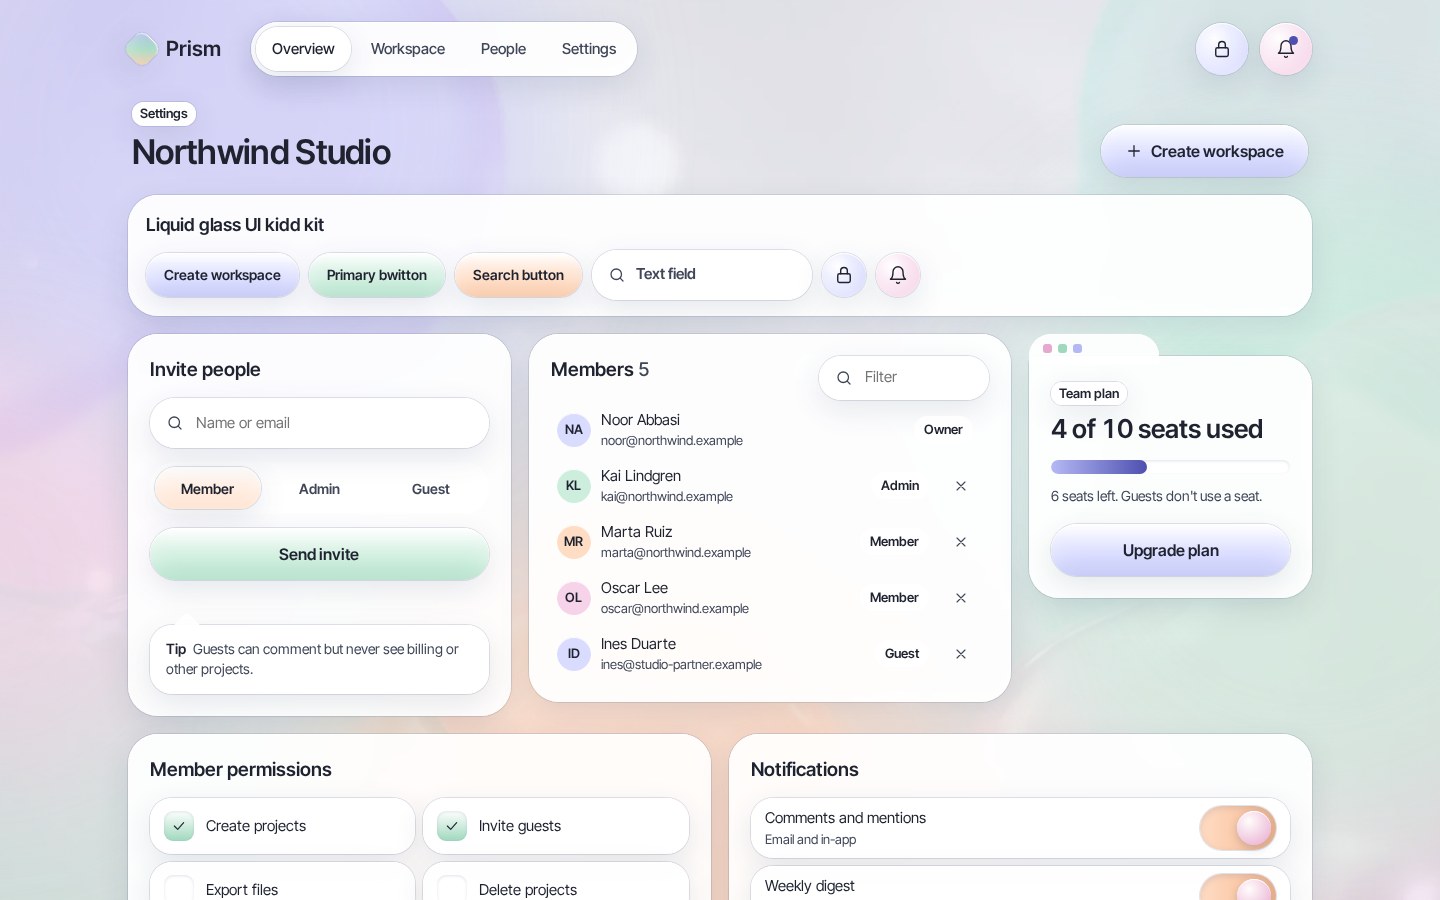 Prism
Overview Workspace People Settings
Settings
Northwind Studio
Create workspace
Liquid glass UI kidd kit
Create workspace
Primary bwitton
Search button
Text field
Invite people
Name or email
Member Admin Guest
Send invite
Tip Guests can comment but never see billing or
other projects.
Members 5
Filter
NA Noor Abbasi
noor@northwind.example
Owner
KL Kai Lindgren
kai@northwind.example
Admin
MR Marta Ruiz
marta@northwind.example
Member
OL Oscar Lee
oscar@northwind.example
Member
ID Ines Duarte
ines@studio-partner.example
Guest
Team plan
4 of 10 seats used
6 seats left. Guests don't use a seat.
Upgrade plan
Member permissions
Create projects
Invite guests
Export files
Delete projects
Notifications
Comments and mentions
Email and in-app
Weekly digest